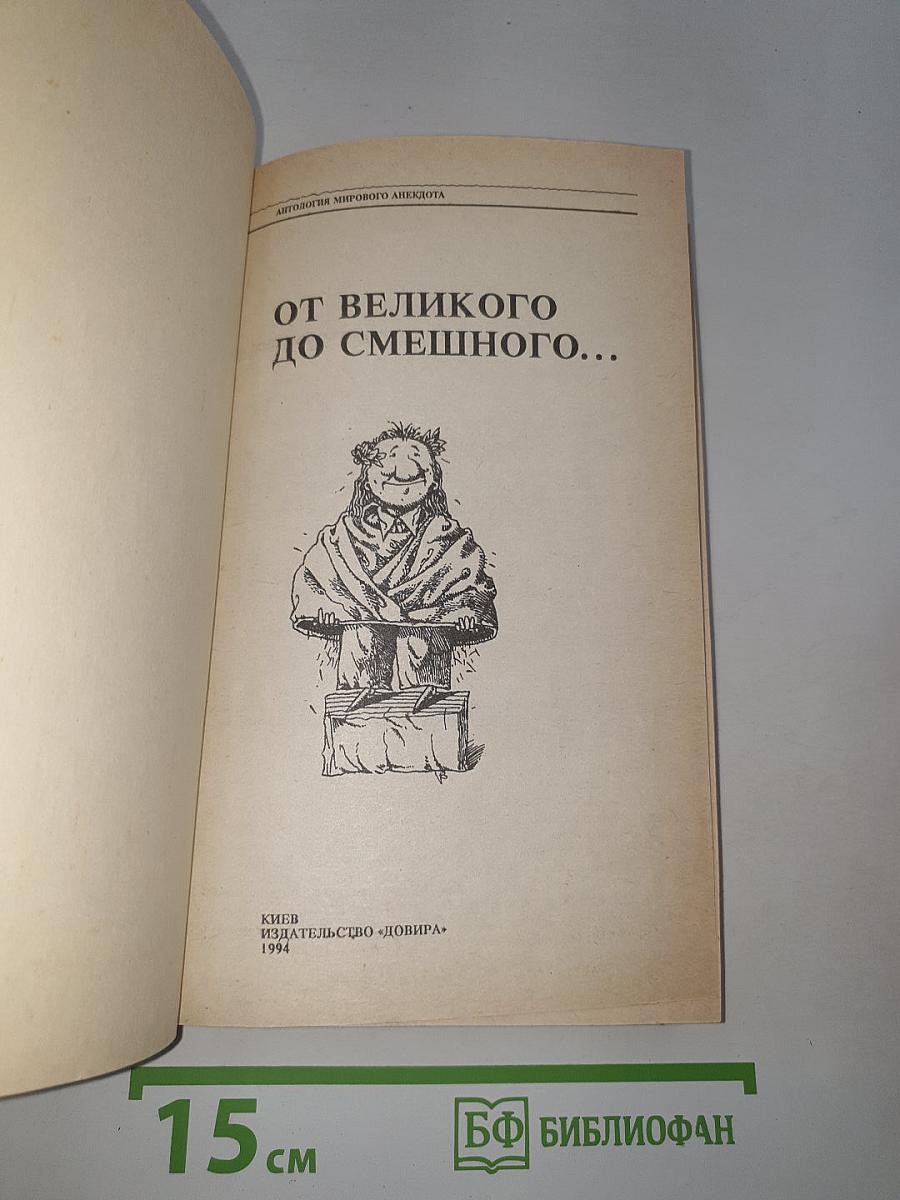 АНТОЛОГИЯ МИРОВОГО АНЕКДОТА
ОТ ВЕЛИКОГО
ДО СМЕШНОГО...
КИЕВ
ИЗДАТЕЛЬСТВО «ДОВИРА»
1994
15 см
БФ БИБЛИОФАН